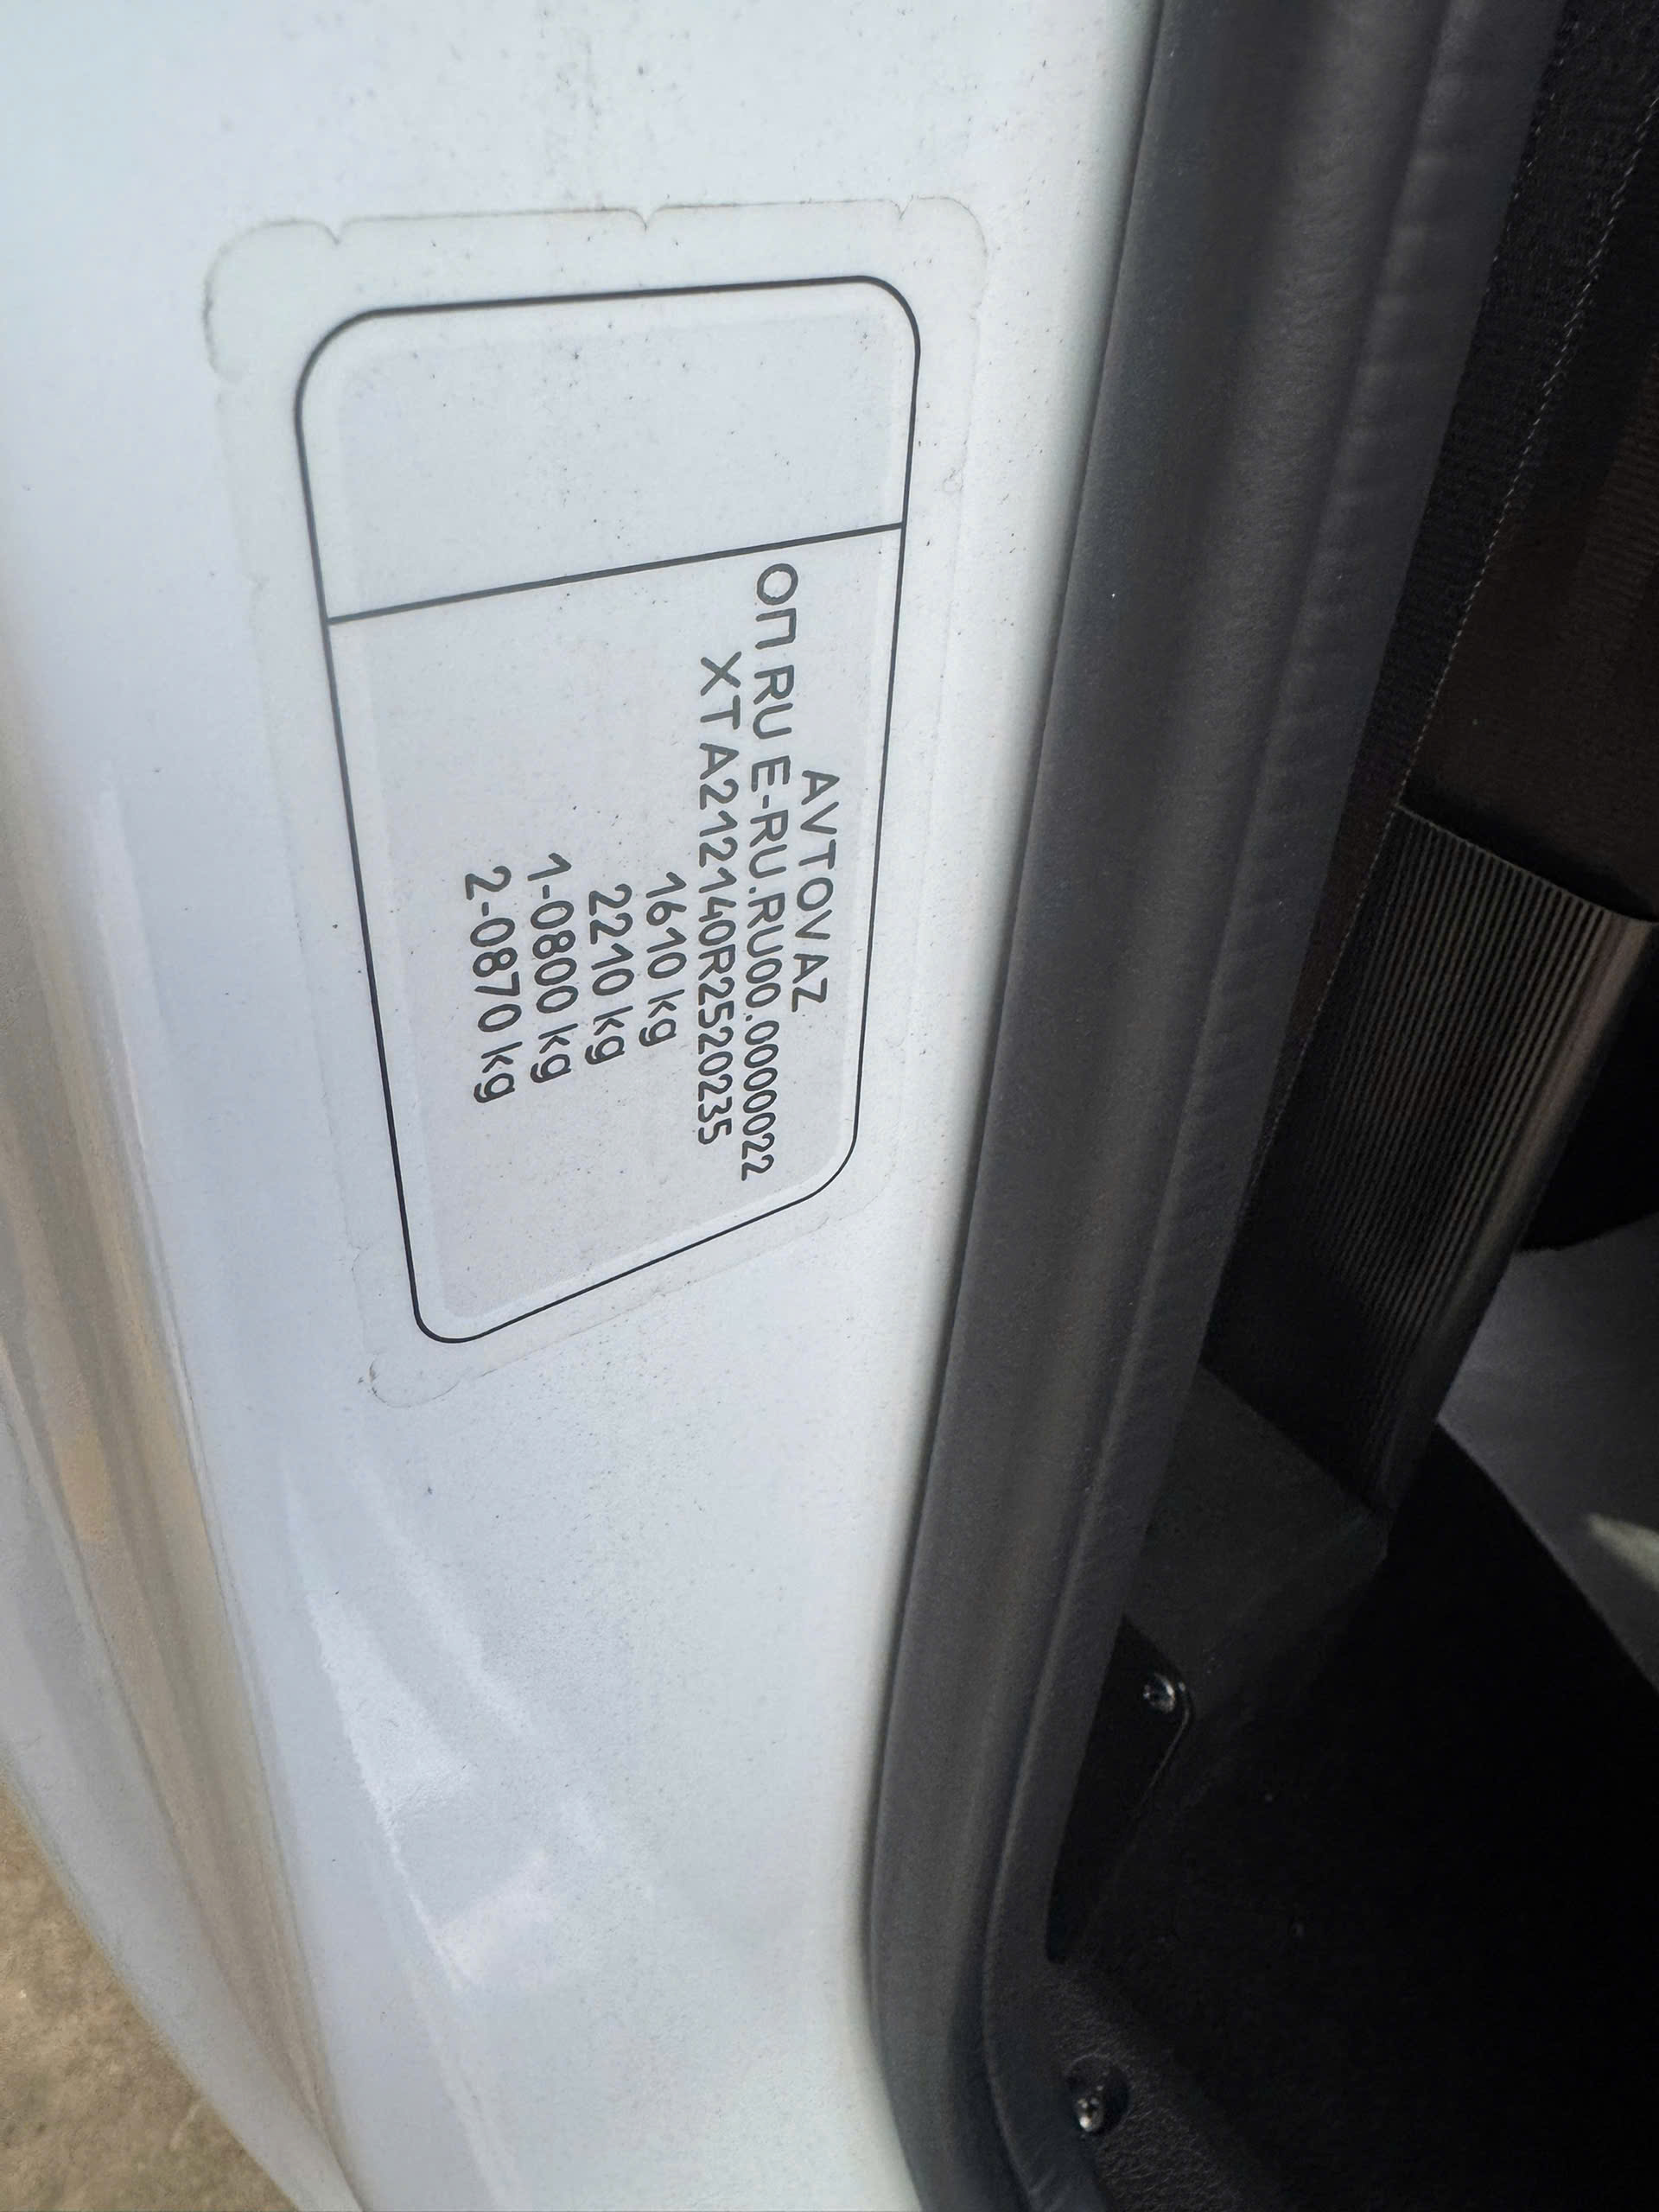 AVTOVAZ
ОП RU E-RU.RU00.0000022
XTA212140R2520235
1610 kg
2210 kg
1-0800 kg
2-0870 kg